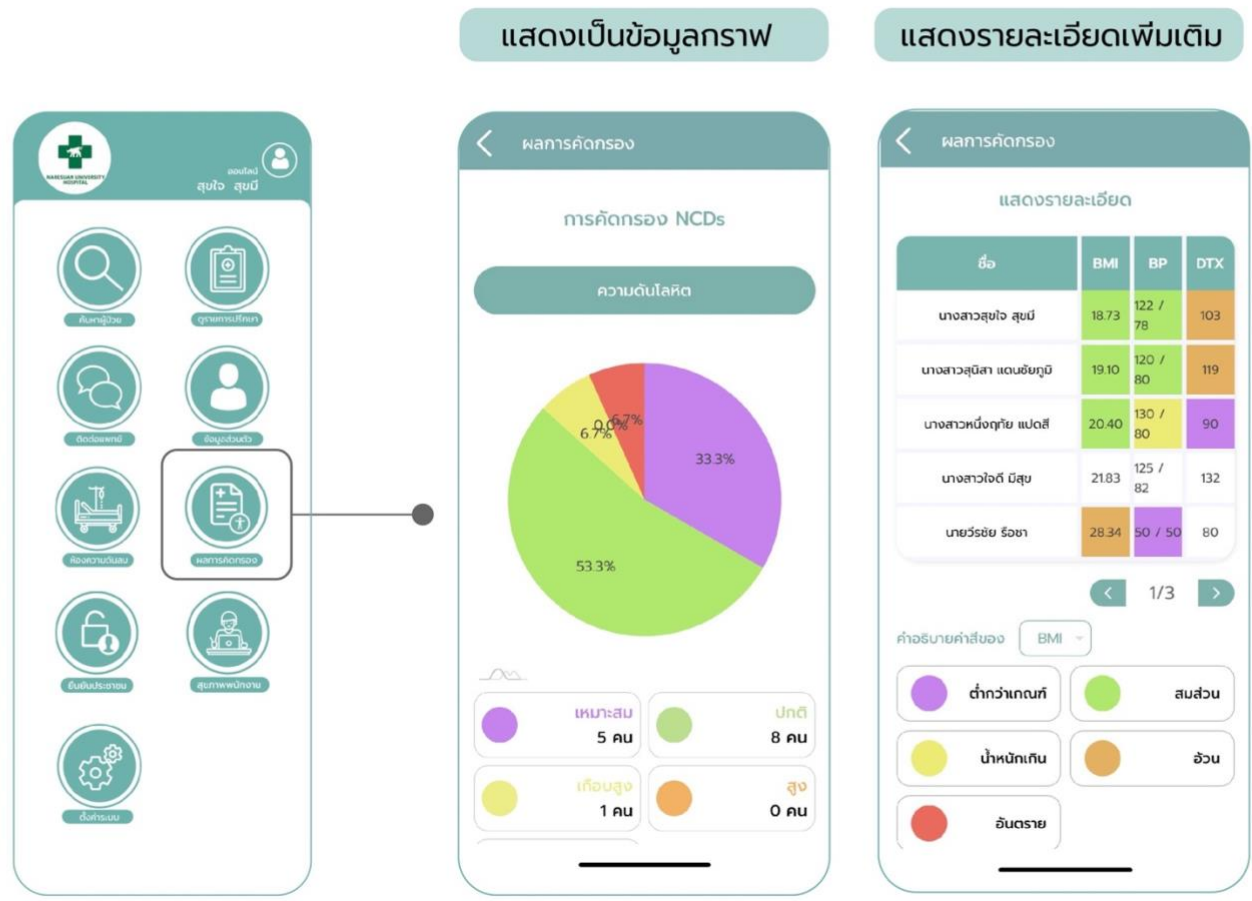 แสดงเป็นข้อมูลกราฟ
แสดงรายละเอียดเพิ่มเติม
NARESUAN UNIVERSITY
HOSPITAL
ออนไลน์
สุขใจ สุขมี
ค้นหาผู้ป่วย
ดูรายการปรึกษา
ติดต่อแพทย์
ข้อมูลส่วนตัว
ห้องความดันลบ
ผลการคัดกรอง
ยืนยันประชาชน
สุขภาพพนักงาน
ตั้งค่าระบบ
ผลการคัดกรอง
การคัดกรอง NCDs
ความดันโลหิต
6.7%
0.0%
6.7%
33.3%
53.3%
เหมาะสม
5 คน
ปกติ
8 คน
เกือบสูง
1 คน
สูง
0 คน
ผลการคัดกรอง
แสดงรายละเอียด
ชื่อ BMI BP DTX
นางสาวสุขใจ สุขมี 18.73 122 / 78 103
นางสาวสุนิสา แดนชัยภูมิ 19.10 120 / 80 119
นางสาวหนึ่งฤทัย แปดสี 20.40 130 / 80 90
นางสาวใจดี มีสุข 21.83 125 / 82 132
นายวีรชัย รือชา 28.34 50 / 50 80
1/3
คำอธิบายค่าสีของ BMI
ต่ำกว่าเกณฑ์
สมส่วน
น้ำหนักเกิน
อ้วน
อันตราย